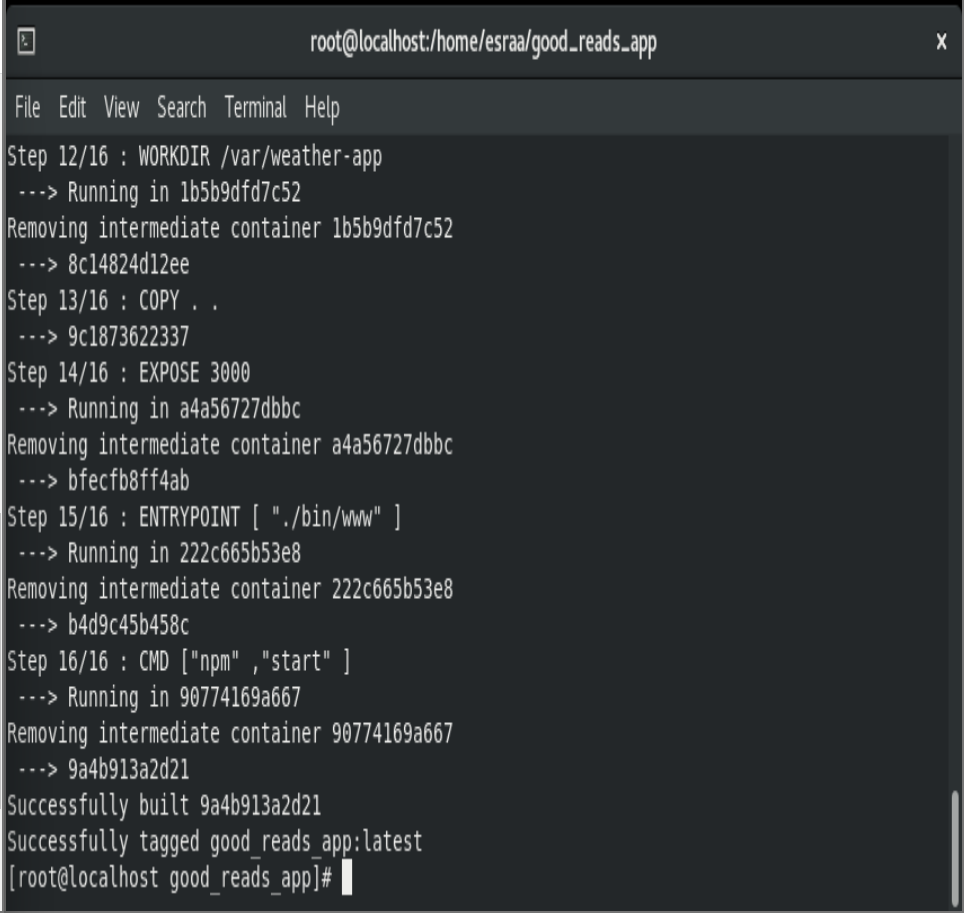 root@localhost:/home/esraa/good_reads_app x
File Edit View Search Terminal Help
Step 12/16 : WORKDIR /var/weather-app
 ---> Running in 1b5b9dfd7c52
Removing intermediate container 1b5b9dfd7c52
 ---> 8c14824d12ee
Step 13/16 : COPY . .
 ---> 9c1873622337
Step 14/16 : EXPOSE 3000
 ---> Running in a4a56727dbbc
Removing intermediate container a4a56727dbbc
 ---> bfecfb8ff4ab
Step 15/16 : ENTRYPOINT [ "./bin/www" ]
 ---> Running in 222c665b53e8
Removing intermediate container 222c665b53e8
 ---> b4d9c45b458c
Step 16/16 : CMD ["npm" ,"start" ]
 ---> Running in 90774169a667
Removing intermediate container 90774169a667
 ---> 9a4b913a2d21
Successfully built 9a4b913a2d21
Successfully tagged good_reads_app:latest
[root@localhost good_reads_app]#